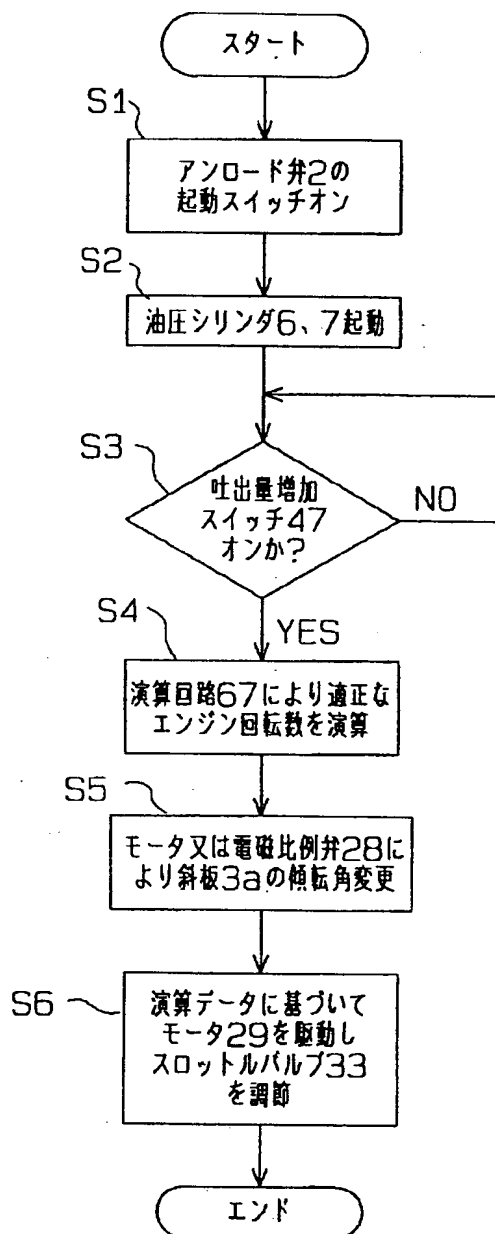 スタート
S1
アンロード弁2の
起動スイッチオン
S2
油圧シリンダ6、7起動
S3
吐出量増加
スイッチ47
オンか?
NO
YES
S4
演算回路67により適正な
エンジン回転数を演算
S5
モータ又は電磁比例弁28に
より斜板3aの傾転角変更
S6
演算データに基づいて
モータ29を駆動し
スロットルバルブ33
を調節
エンド